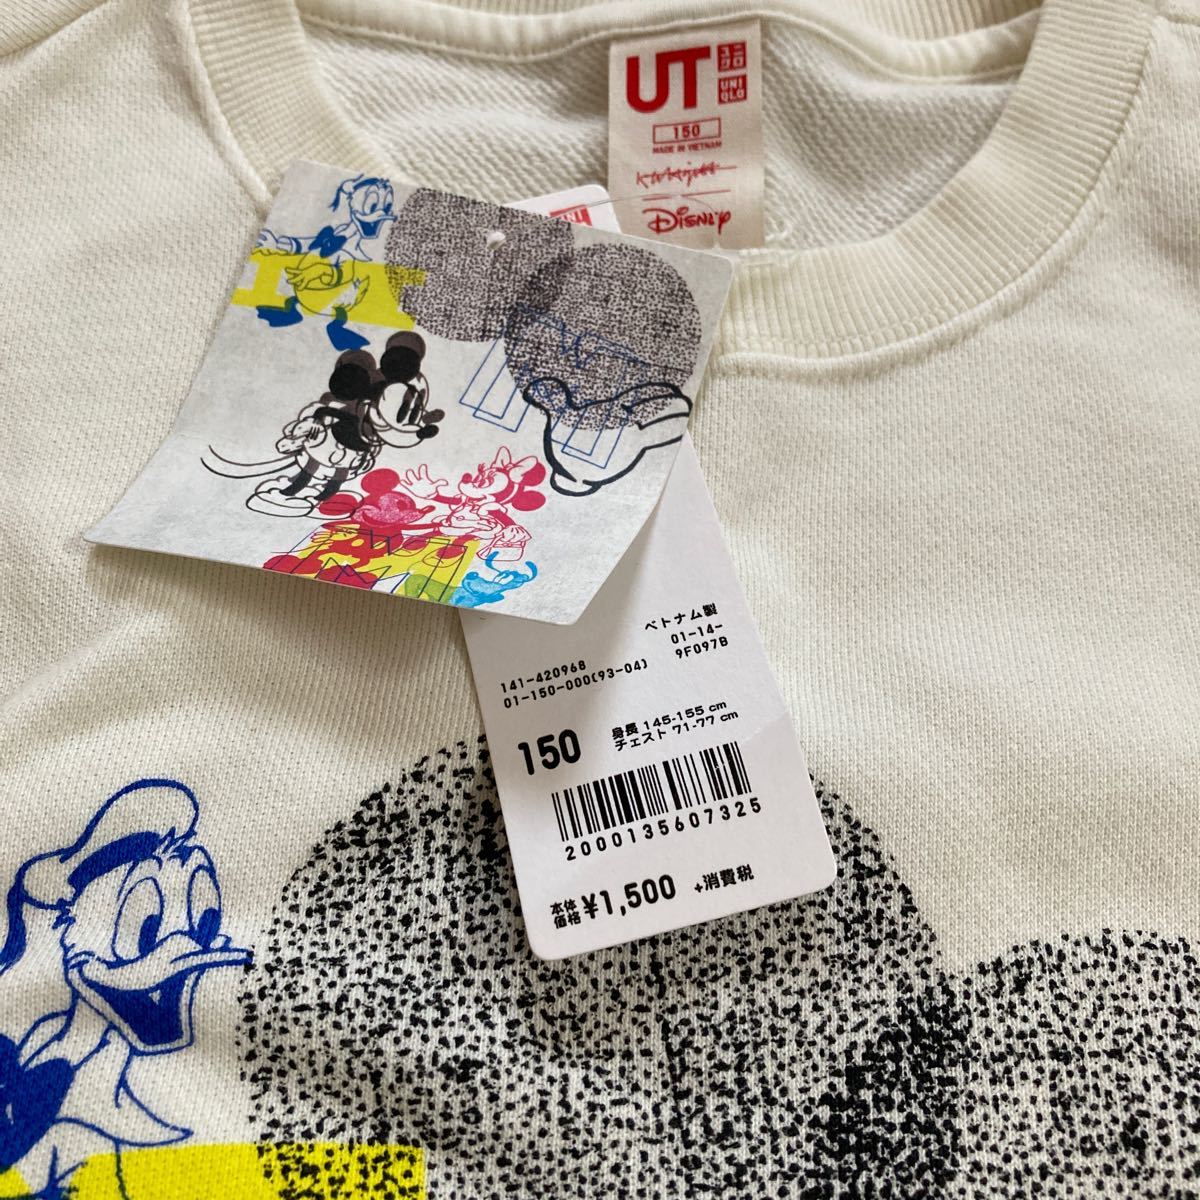 UT
ユニ
クロ
UNI
QLO
150
MADE IN VIETNAM
Disney
ベトナム製
141-420968
01-14-
01-150-000(93-04)
9F097B
150
身長 145-155 cm
チェスト 71-77 cm
2000135607325
本体
価格 ¥1,500 +消費税